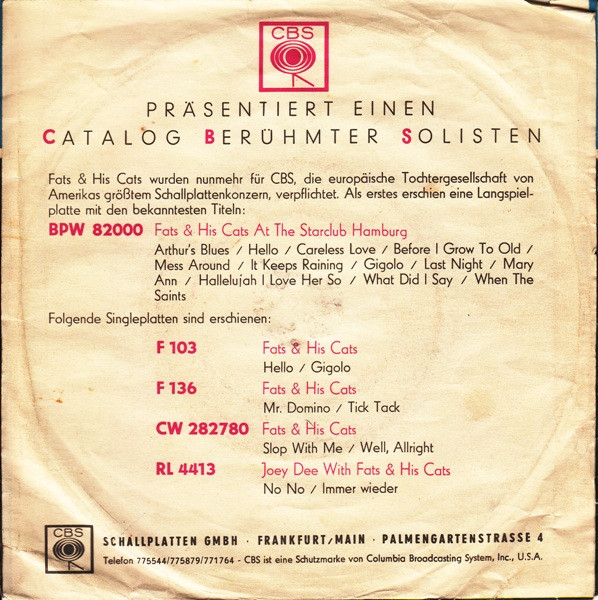 CBS
PRÄSENTIERT EINEN
CATALOG BERÜHMTER SOLISTEN
Fats & His Cats wurden nunmehr für CBS, die europäische Tochtergesellschaft von
Amerikas größtem Schallplattenkonzern, verpflichtet. Als erstes erschien eine Langspiel-
platte mit den bekanntesten Titeln:
BPW 82000 Fats & His Cats At The Starclub Hamburg
Arthur's Blues / Hello / Careless Love / Before I Grow To Old /
Mess Around / It Keeps Raining / Gigolo / Last Night / Mary
Ann / Hallelujah I Love Her So / What Did I Say / When The
Saints
Folgende Singleplatten sind erschienen:
F 103 Fats & His Cats
Hello / Gigolo
F 136 Fats & His Cats
Mr. Domino / Tick Tack
CW 282780 Fats & His Cats
Slop With Me / Well, Allright
RL 4413 Joey Dee With Fats & His Cats
No No / Immer wieder
CBS
SCHALLPLATTEN GMBH · FRANKFURT/MAIN · PALMENGARTENSTRASSE 4
Telefon 775544/775879/771764 - CBS ist eine Schutzmarke von Columbia Broadcasting System, Inc., U.S.A.